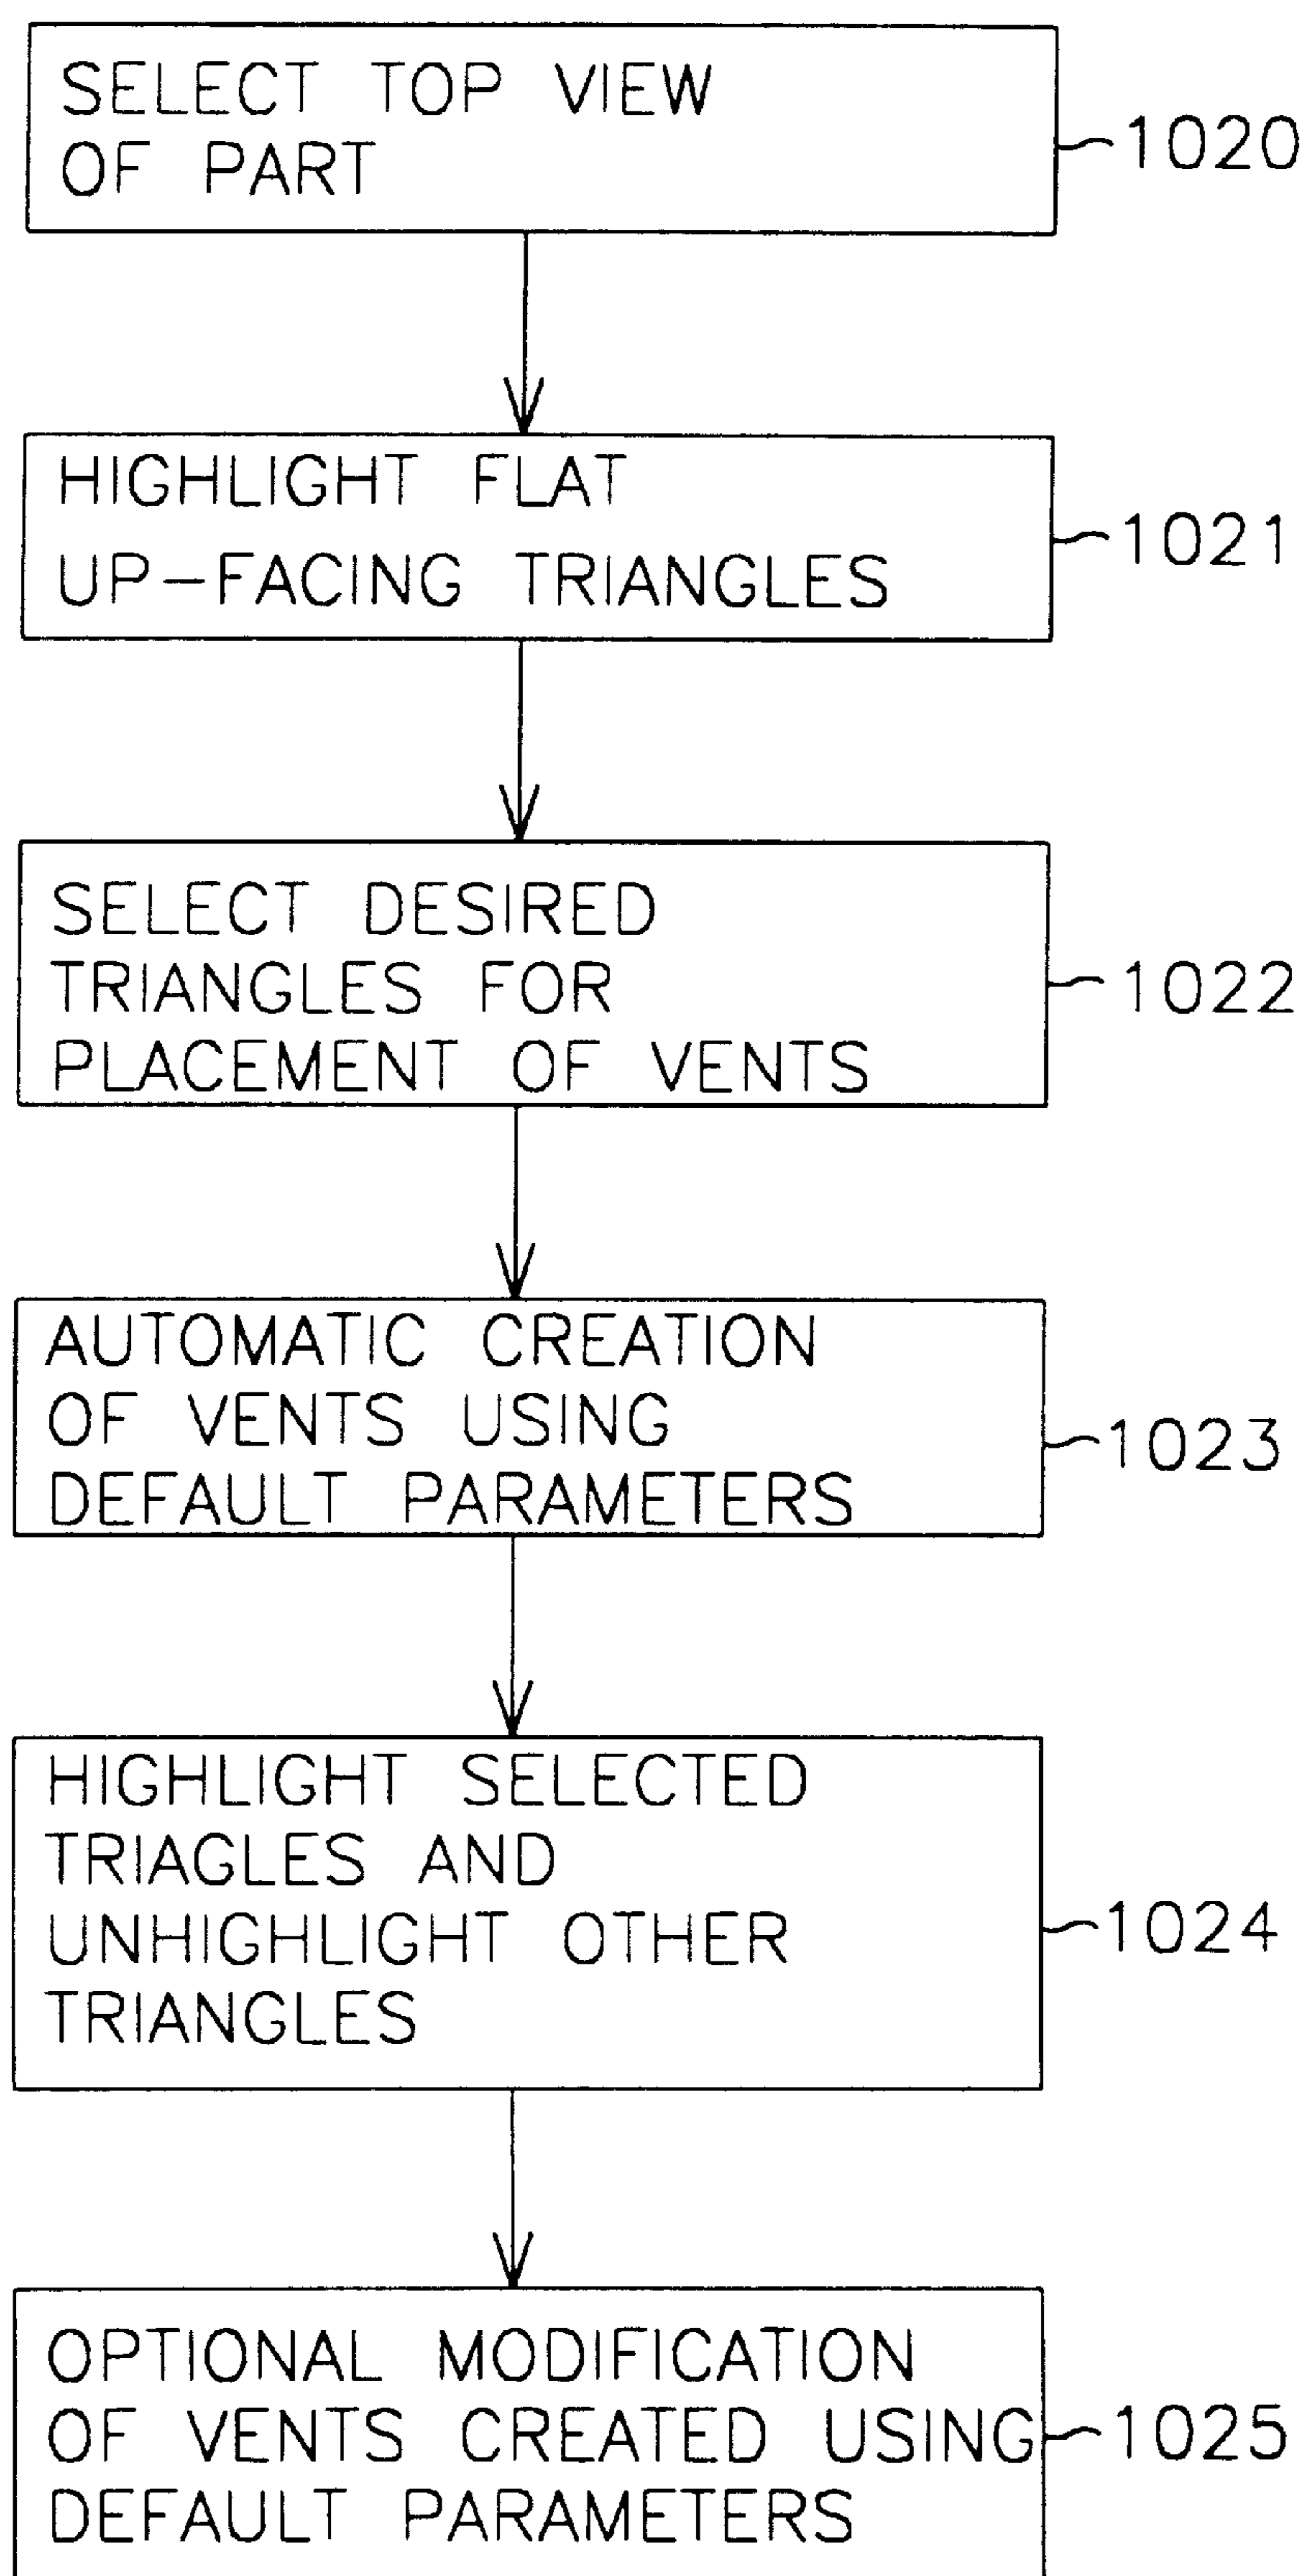 SELECT TOP VIEW
OF PART
1020
HIGHLIGHT FLAT
UP-FACING TRIANGLES
1021
SELECT DESIRED
TRIANGLES FOR
PLACEMENT OF VENTS
1022
AUTOMATIC CREATION
OF VENTS USING
DEFAULT PARAMETERS
1023
HIGHLIGHT SELECTED
TRIAGLES AND
UNHIGHLIGHT OTHER
TRIANGLES
1024
OPTIONAL MODIFICATION
OF VENTS CREATED USING
DEFAULT PARAMETERS
1025